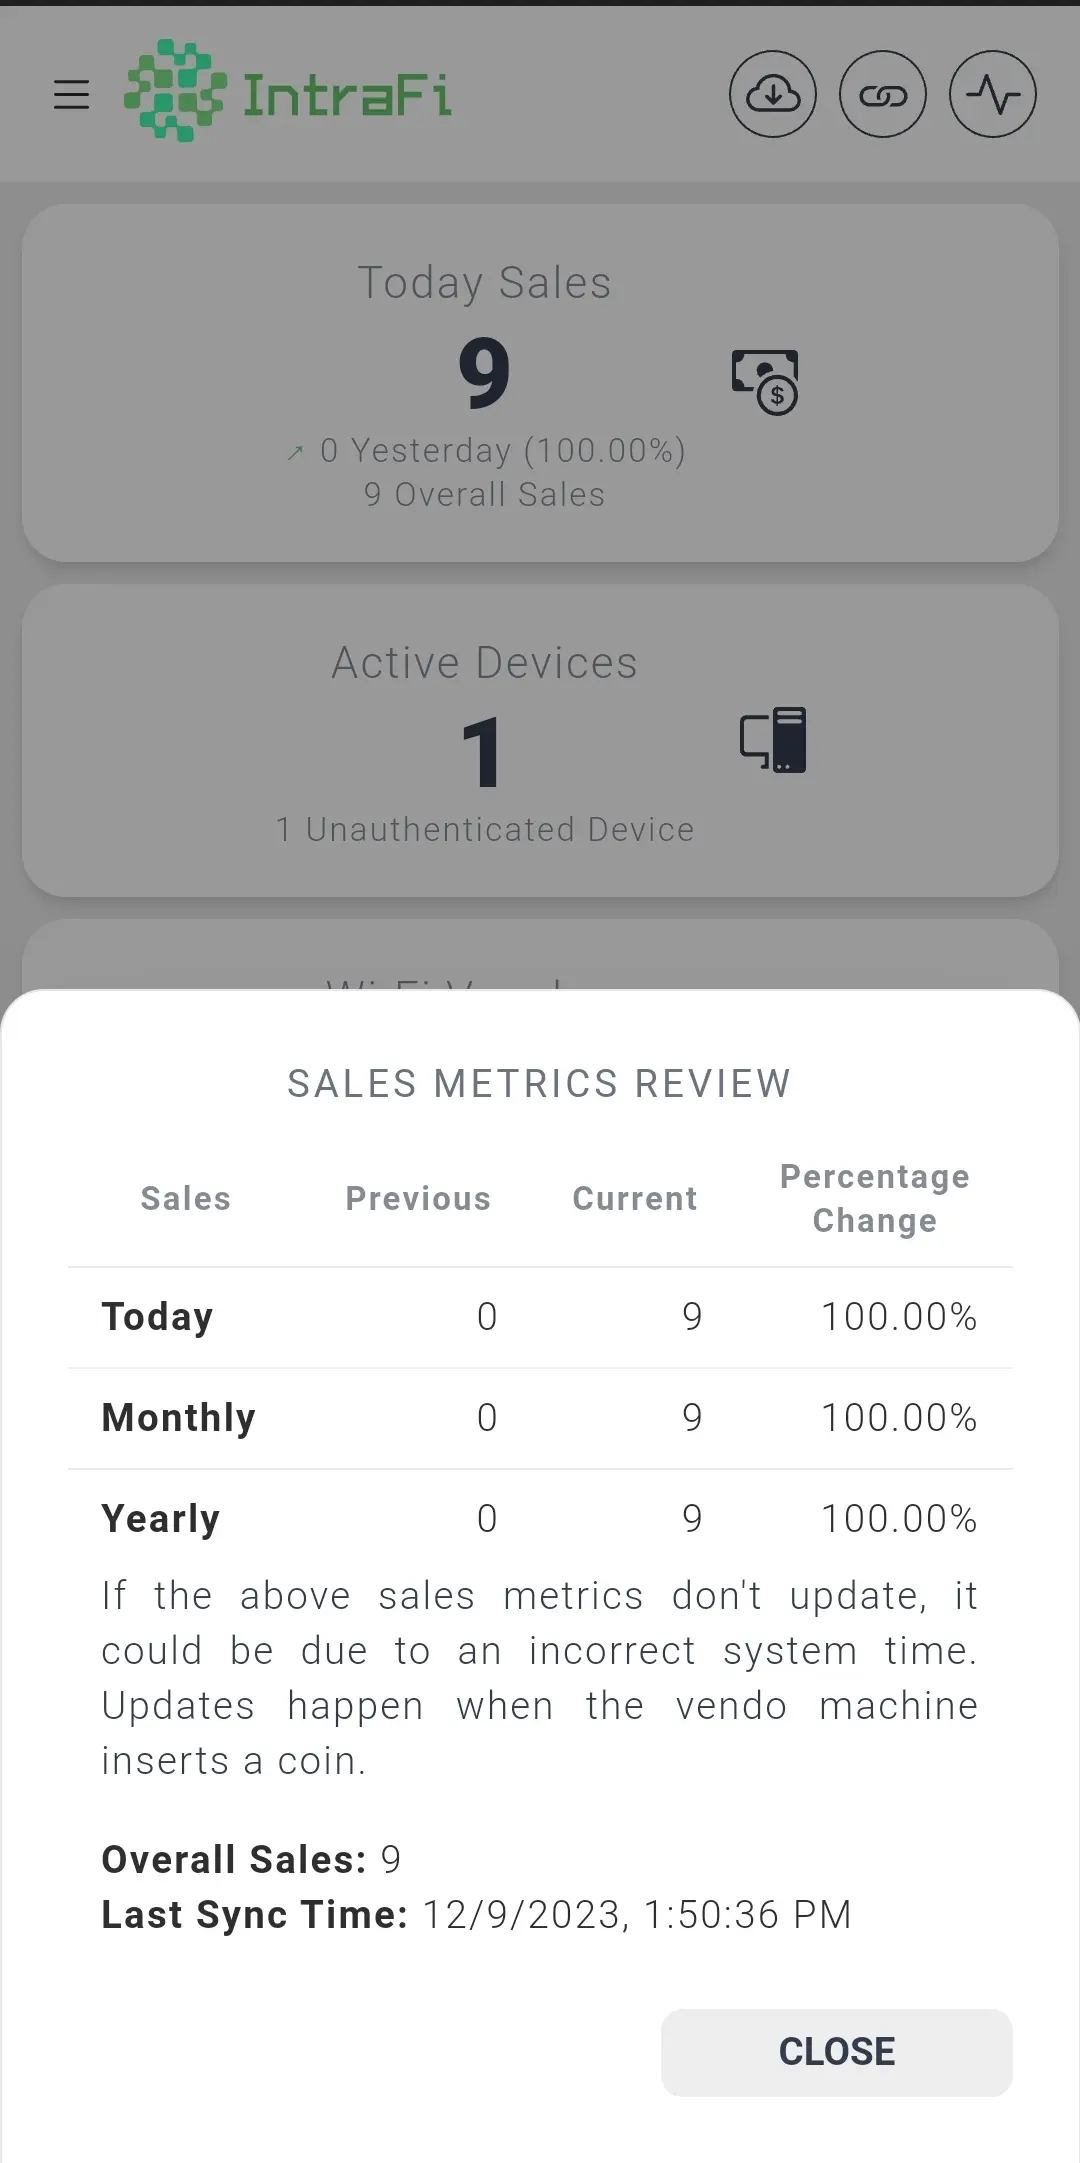 IntraFi
Today Sales
9
$
↗ 0 Yesterday (100.00%)
9 Overall Sales
Active Devices
1
1 Unauthenticated Device
SALES METRICS REVIEW
Sales Previous Current Percentage Change
Today 0 9 100.00%
Monthly 0 9 100.00%
Yearly 0 9 100.00%
If the above sales metrics don't update, it
could be due to an incorrect system time.
Updates happen when the vendo machine
inserts a coin.
Overall Sales: 9
Last Sync Time: 12/9/2023, 1:50:36 PM
CLOSE